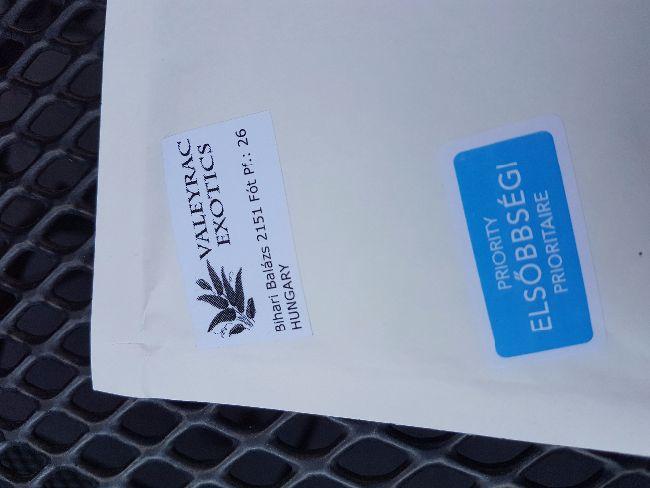 VALEYRAC
EXOTICS
Bihari Balázs 2151 Fót Pf.: 26
HUNGARY
PRIORITY
ELSŐBBSÉGI
PRIORITAIRE